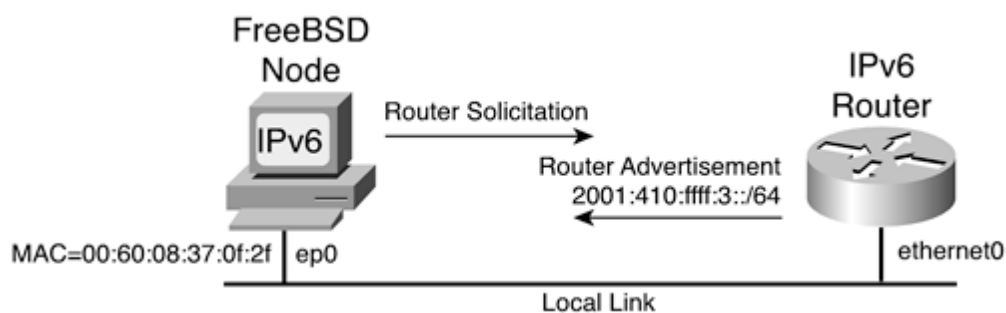 FreeBSD
Node
IPv6
Router
IPv6
Router Solicitation
Router Advertisement
2001:410:ffff:3::/64
MAC=00:60:08:37:0f:2f
ep0
ethernet0
Local Link